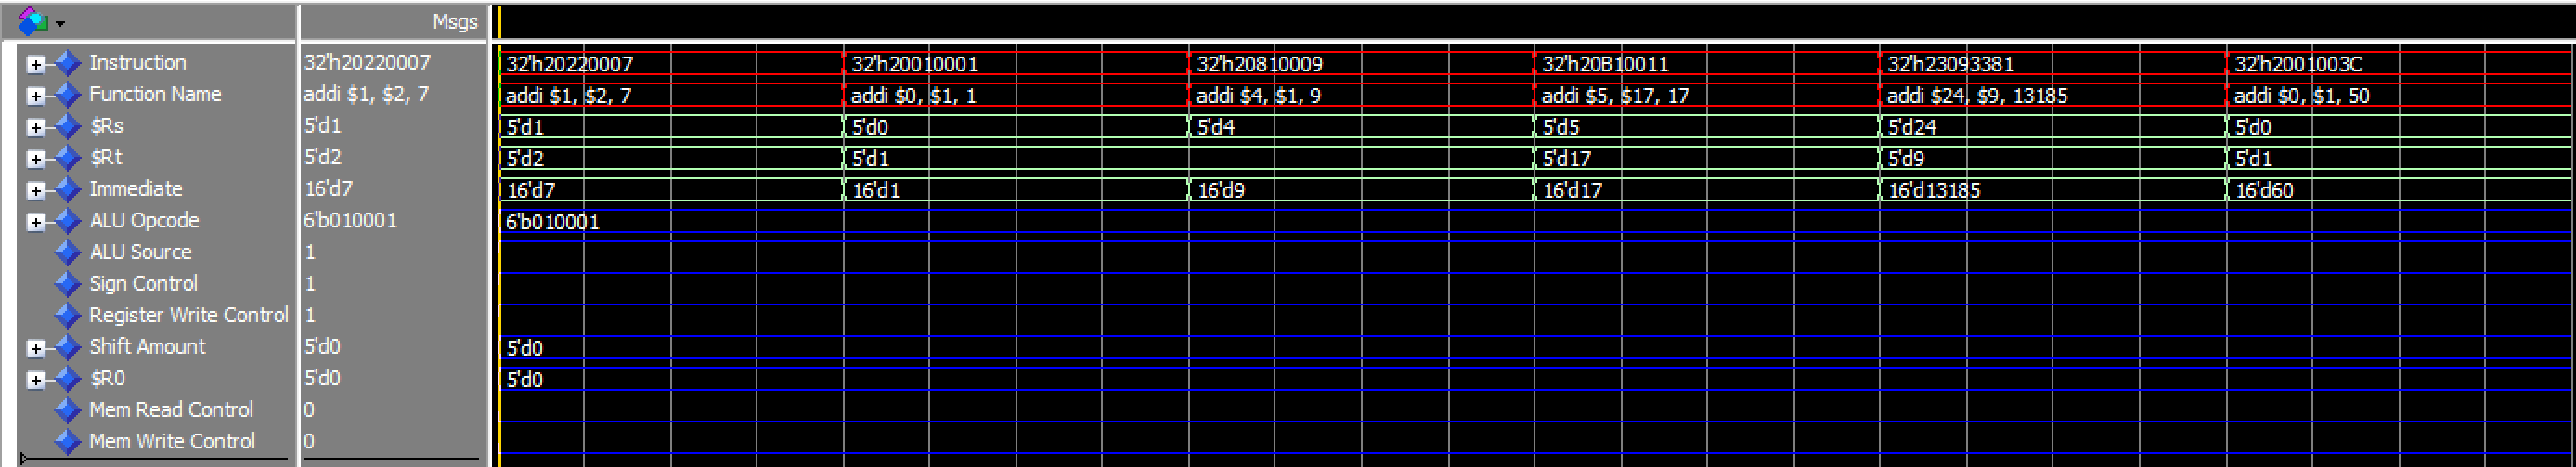 Msgs
Instruction 32'h20220007 32'h20220007 32'h20010001 32'h20810009 32'h20B10011 32'h23093381 32'h2001003C
Function Name addi $1, $2, 7 addi $1, $2, 7 addi $0, $1, 1 addi $4, $1, 9 addi $5, $17, 17 addi $24, $9, 13185 addi $0, $1, 50
$Rs 5'd1 5'd1 5'd0 5'd4 5'd5 5'd24 5'd0
$Rt 5'd2 5'd2 5'd1 5'd17 5'd9 5'd1
Immediate 16'd7 16'd7 16'd1 16'd9 16'd17 16'd13185 16'd60
ALU Opcode 6'b010001 6'b010001
ALU Source 1
Sign Control 1
Register Write Control 1
Shift Amount 5'd0 5'd0
$R0 5'd0 5'd0
Mem Read Control 0
Mem Write Control 0